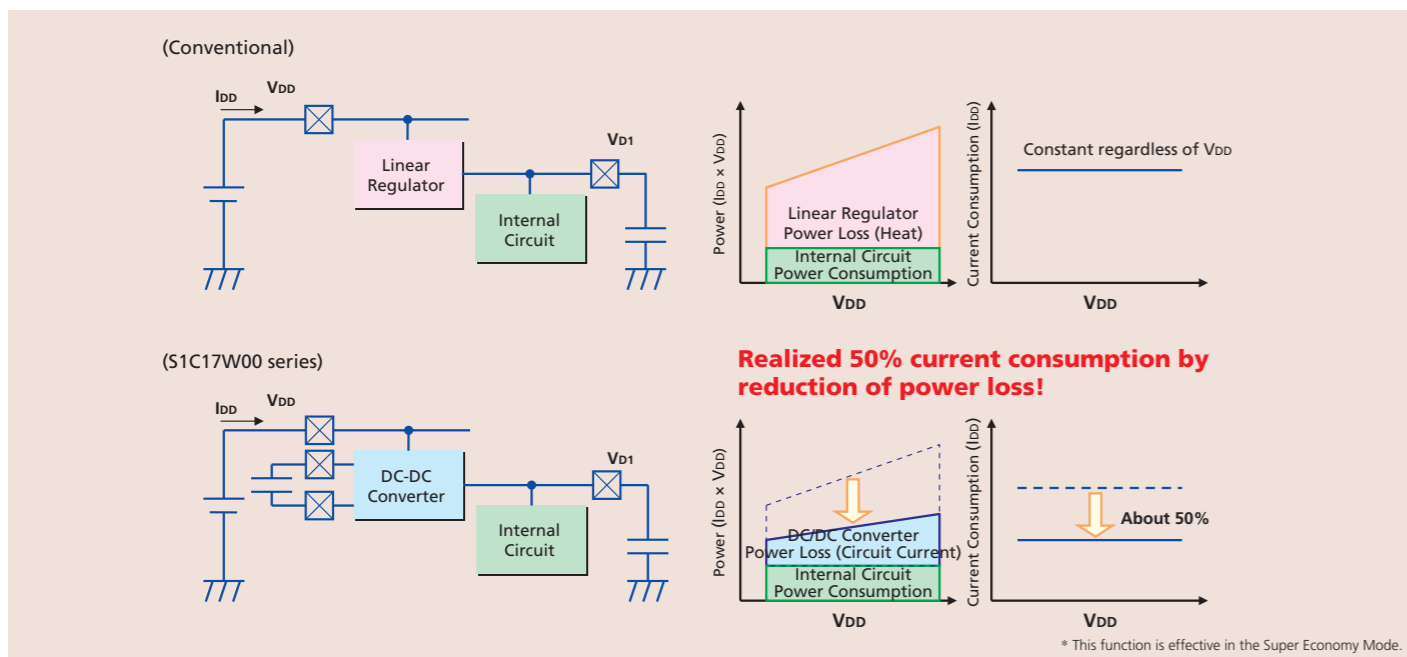 (Conventional)
IDD
VDD
VD1
Linear
Regulator
Internal
Circuit
Power (IDD × VDD)
Linear Regulator
Power Loss (Heat)
Internal Circuit
Power Consumption
VDD
Current Consumption (IDD)
Constant regardless of VDD
VDD
(S1C17W00 series)
IDD
VDD
VD1
DC-DC
Converter
Internal
Circuit
Realized 50% current consumption by
reduction of power loss!
Power (IDD × VDD)
DC/DC Converter
Power Loss (Circuit Current)
Internal Circuit
Power Consumption
VDD
Current Consumption (IDD)
About 50%
VDD
* This function is effective in the Super Economy Mode.